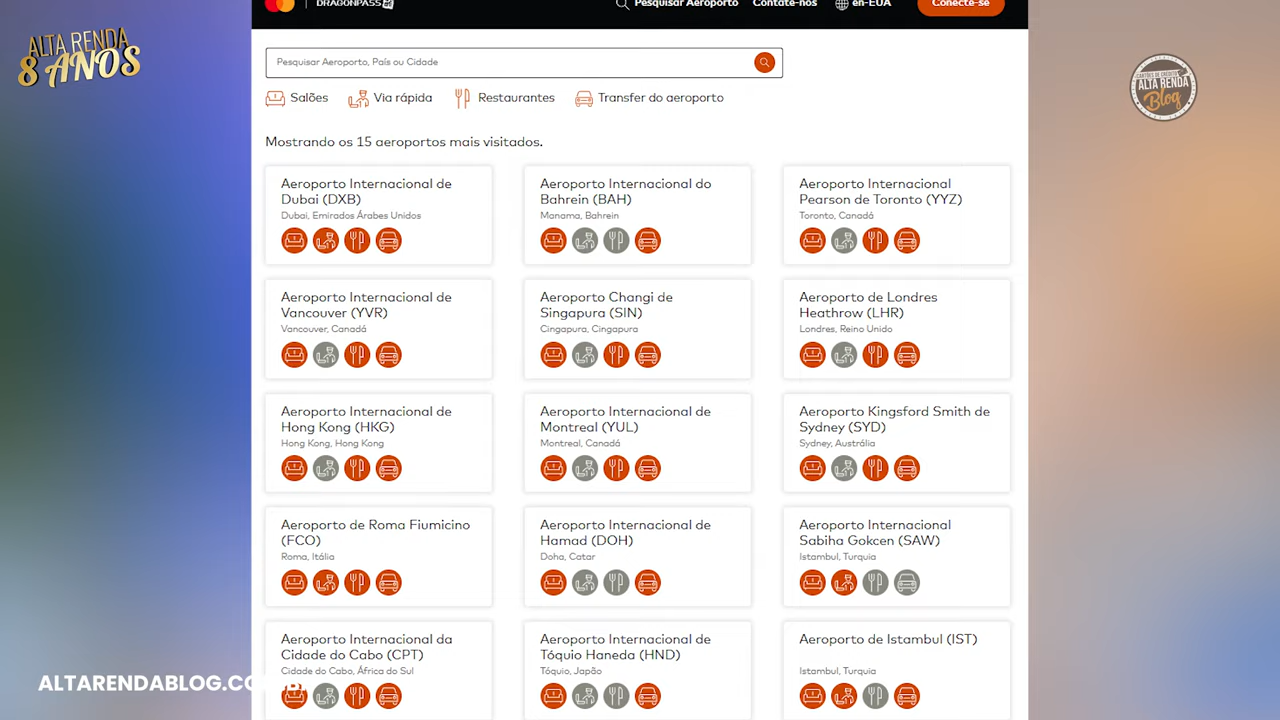 DRAGONPASS
Pesquisar Aeroporto
Contate-nos
en-EUA
Conecte-se
ALTA RENDA
8 ANOS
CARTÕES DE CRÉDITO
ALTA RENDA
Blog
Pesquisar Aeroporto, País ou Cidade
Salões
Via rápida
Restaurantes
Transfer do aeroporto
Mostrando os 15 aeroportos mais visitados.
Aeroporto Internacional de
Dubai (DXB)
Dubai, Emirados Árabes Unidos
Aeroporto Internacional do
Bahrein (BAH)
Manama, Bahrein
Aeroporto Internacional
Pearson de Toronto (YYZ)
Toronto, Canadá
Aeroporto Internacional de
Vancouver (YVR)
Vancouver, Canadá
Aeroporto Changi de
Singapura (SIN)
Cingapura, Cingapura
Aeroporto de Londres
Heathrow (LHR)
Londres, Reino Unido
Aeroporto Internacional de
Hong Kong (HKG)
Hong Kong, Hong Kong
Aeroporto Internacional de
Montreal (YUL)
Montreal, Canadá
Aeroporto Kingsford Smith de
Sydney (SYD)
Sydney, Austrália
Aeroporto de Roma Fiumicino
(FCO)
Roma, Itália
Aeroporto Internacional de
Hamad (DOH)
Doha, Catar
Aeroporto Internacional
Sabiha Gokcen (SAW)
Istambul, Turquia
Aeroporto Internacional da
Cidade do Cabo (CPT)
Cidade do Cabo, África do Sul
Aeroporto Internacional de
Tóquio Haneda (HND)
Tóquio, Japão
Aeroporto de Istambul (IST)
Istambul, Turquia